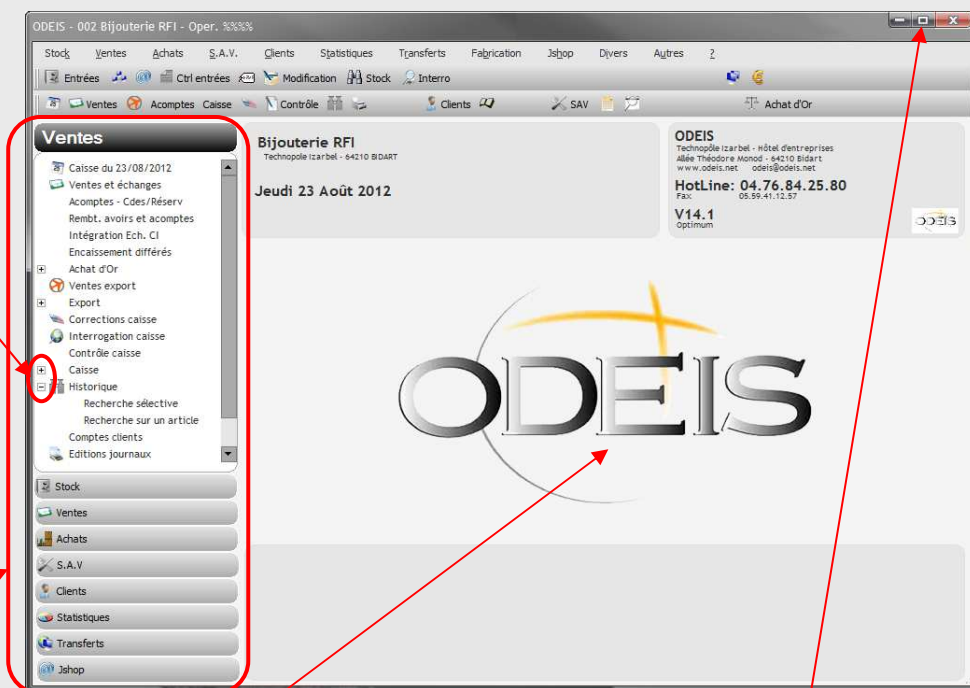 ODEIS - 002 Bijouterie RFI - Oper. %%%%
Stock Ventes Achats S.A.V. Clients Statistiques Transferts Fabrication Jshop Divers Autres ?
Entrées Ctrl entrées Modification Stock Interro
Ventes Acomptes Caisse Contrôle Clients SAV Achat d'Or
Ventes
Caisse du 23/08/2012
Ventes et échanges
Acomptes - Cdes/Réserv
Rembt. avoirs et acomptes
Intégration Ech. CI
Encaissement différés
Achat d'Or
Ventes export
Export
Corrections caisse
Interrogation caisse
Contrôle caisse
Caisse
Historique
Recherche sélective
Recherche sur un article
Comptes clients
Editions journaux
Stock
Ventes
Achats
S.A.V
Clients
Statistiques
Transferts
Jshop
Bijouterie RFI
Technopole Izarbel - 64210 BIDART
Jeudi 23 Août 2012
ODEIS
Technopôle Izarbel - Hôtel d'entreprises
Allée Théodore Monod - 64210 Bidart
www.odeis.net odeis@odeis.net
HotLine: 04.76.84.25.80
Fax: 05.59.41.12.57
V14.1
Optimum
ODEIS
ODEIS